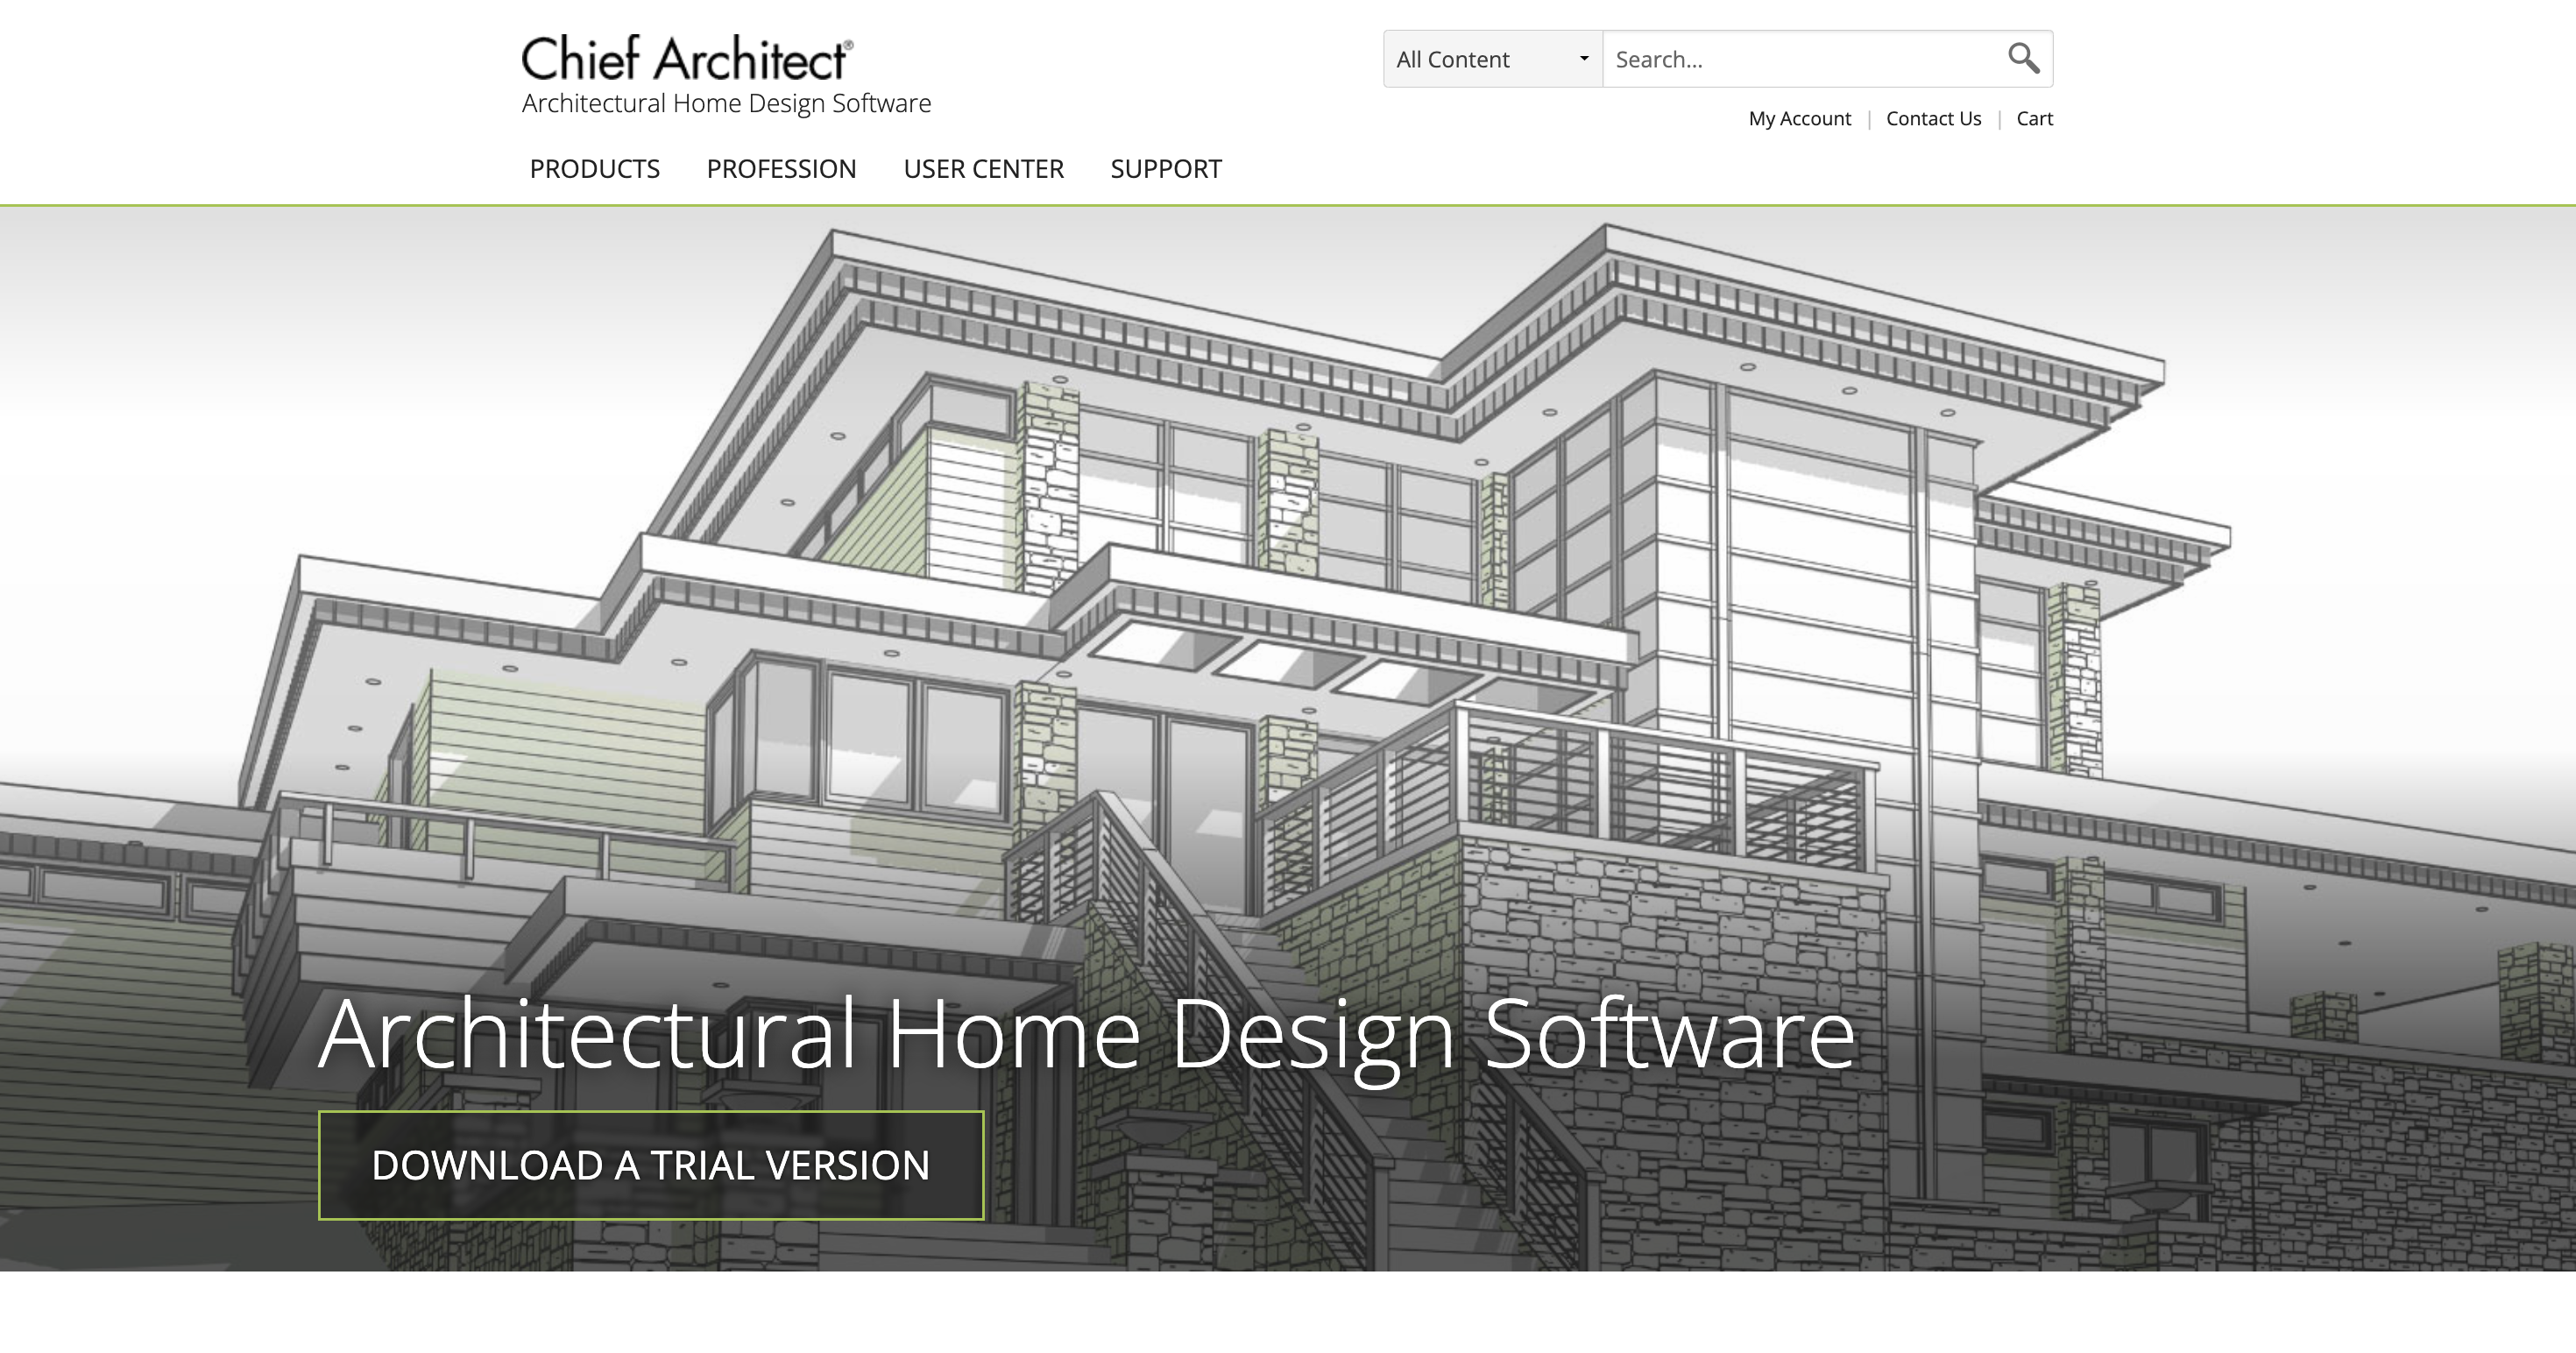 Chief Architect®
Architectural Home Design Software
All Content
Search...
My Account | Contact Us | Cart
PRODUCTS PROFESSION USER CENTER SUPPORT
Architectural Home Design Software
DOWNLOAD A TRIAL VERSION